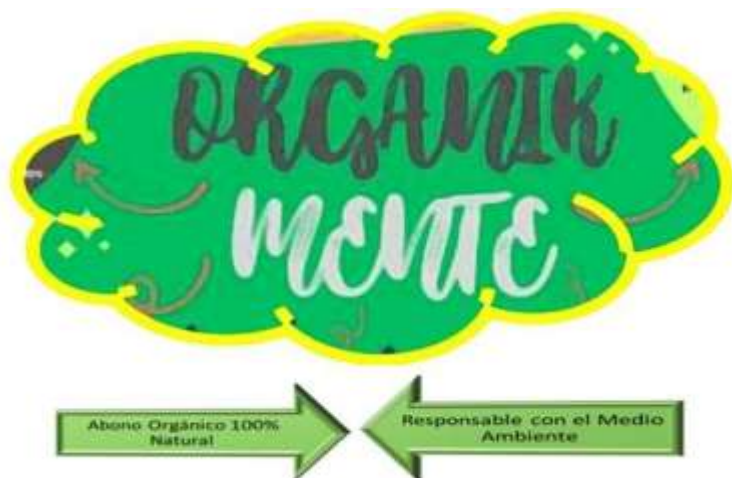 ORGANIK
MENTE
Abono Orgánico 100%
Natural
Responsable con el Medio
Ambiente